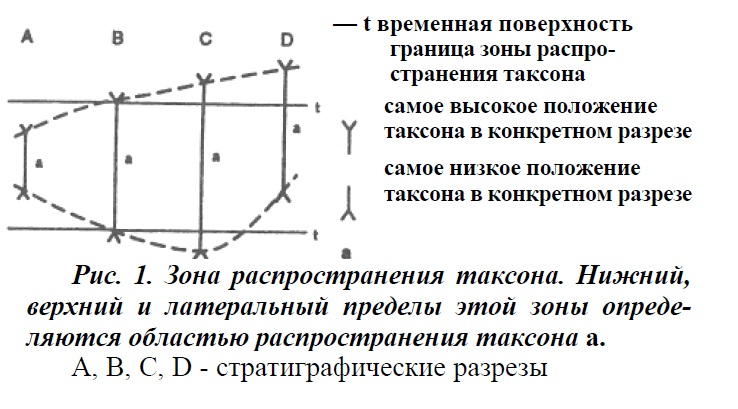 A B C D
— t временная поверхность
граница зоны распро-
странения таксона
t
самое высокое положение
таксона в конкретном разрезе
a
a a a
самое низкое положение
таксона в конкретном разрезе
t
a
Рис. 1. Зона распространения таксона. Нижний,
верхний и латеральный пределы этой зоны опреде-
ляются областью распространения таксона a.
A, B, C, D - стратиграфические разрезы